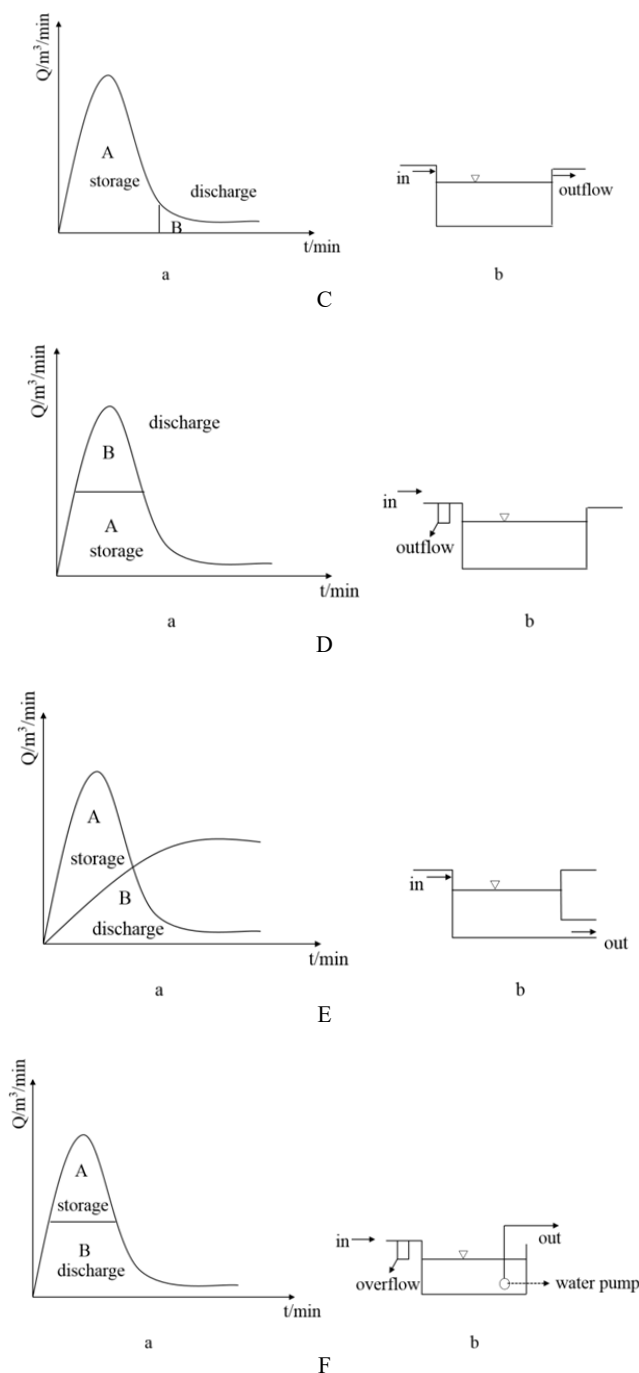 Q/m³/min
A
storage
discharge
B
t/min
a
in
outflow
b
C
Q/m³/min
discharge
B
A
storage
t/min
a
in
outflow
b
D
Q/m³/min
A
storage
B
discharge
t/min
a
in
out
b
E
Q/m³/min
A
storage
B
discharge
t/min
a
in
out
overflow
water pump
b
F